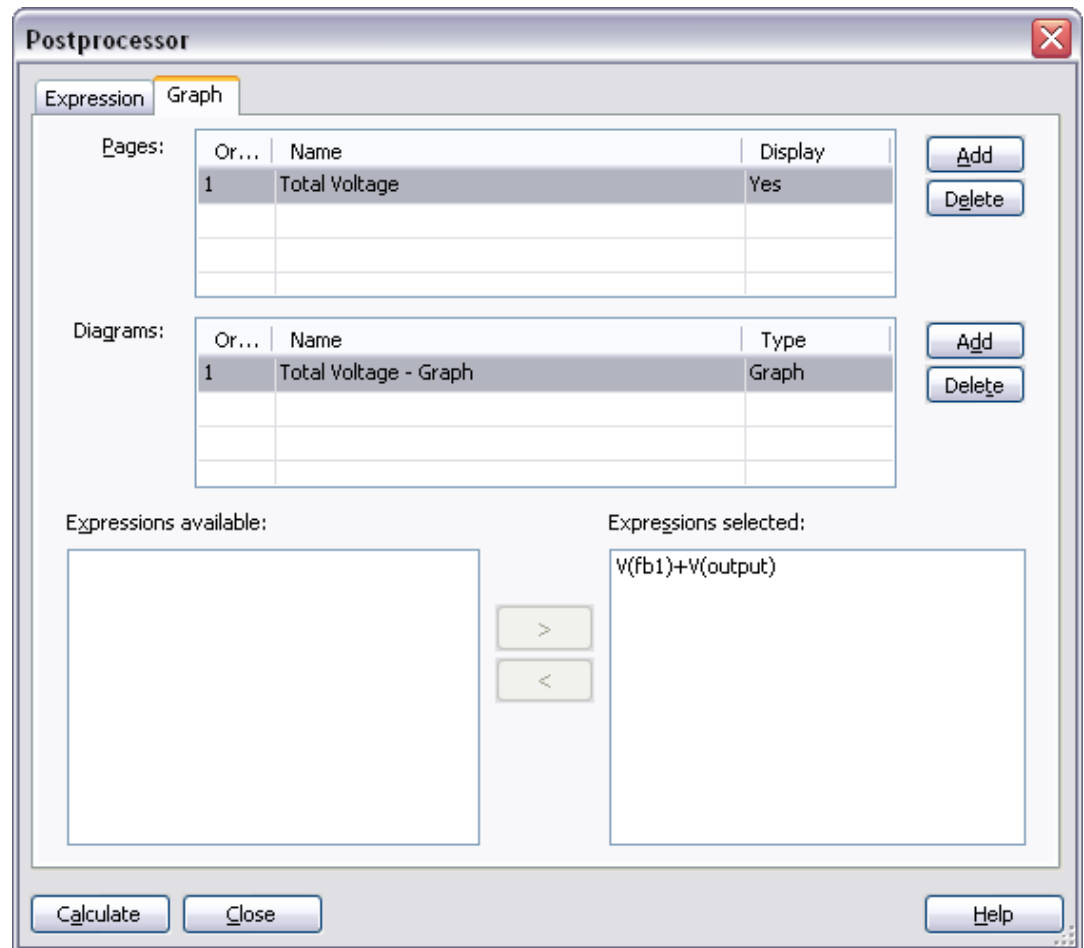 Postprocessor
Expression Graph
Pages: Or... Name Display Add
1 Total Voltage Yes
Delete
Diagrams: Or... Name Type Add
1 Total Voltage - Graph Graph
Delete
Expressions available: Expressions selected:
V(fb1)+V(output)
>
<
Calculate Close Help